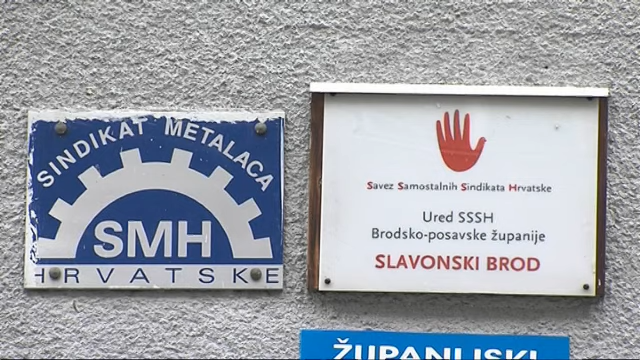 SINDIKAT METALACA
SMH
HRVATSKE
Savez Samostalnih Sindikata Hrvatske
Ured SSSH
Brodsko-posavske županije
SLAVONSKI BROD
ŽUPANIJSKI